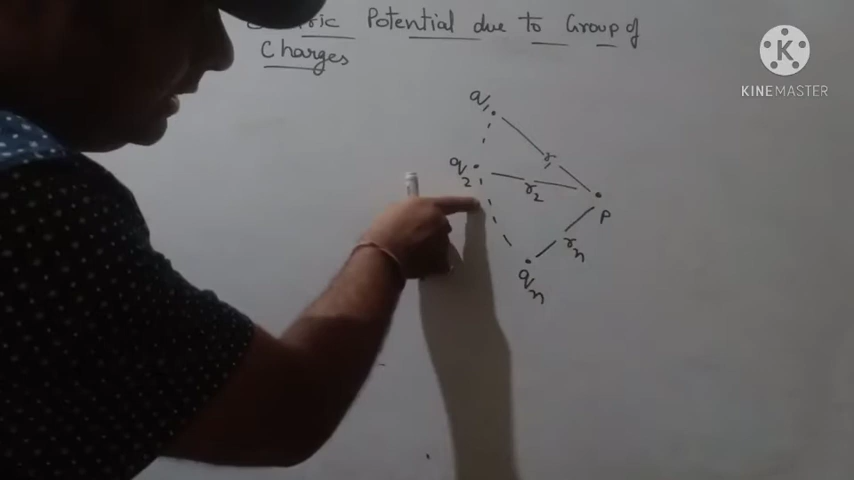 Potential due to Group of
Charges
q1
r1
q2
r2
P
rn
qn
K
KINEMASTER